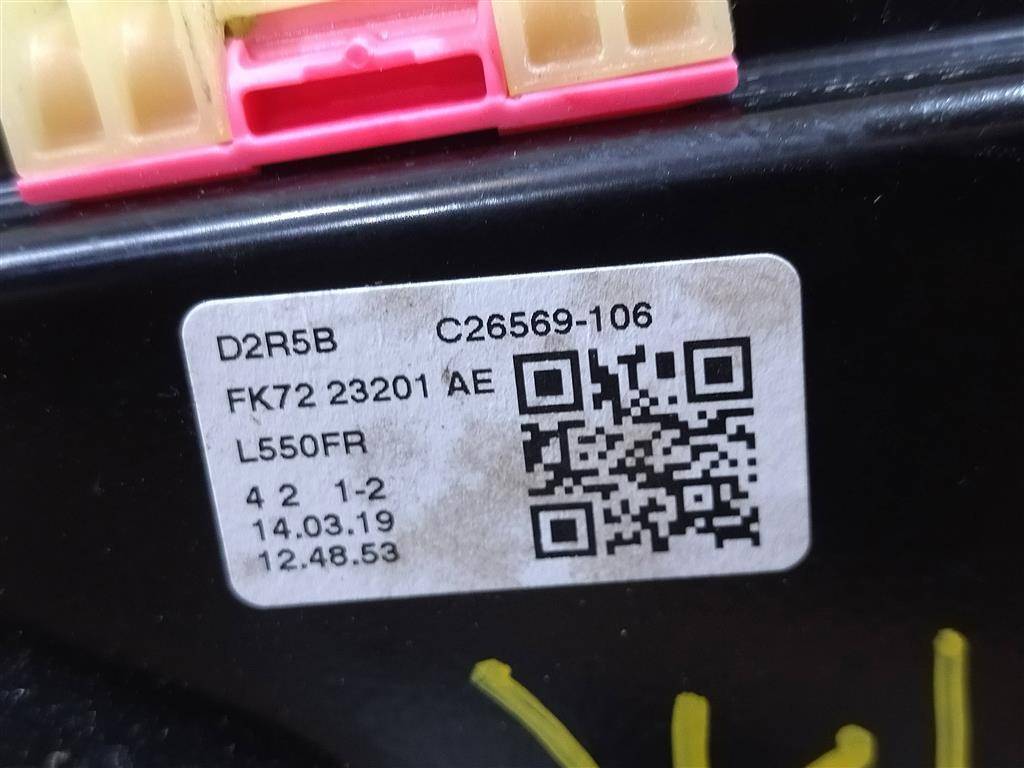 D2R5B C26569-106
FK72 23201 AE
L550FR
4 2 1-2
14.03.19
12.48.53